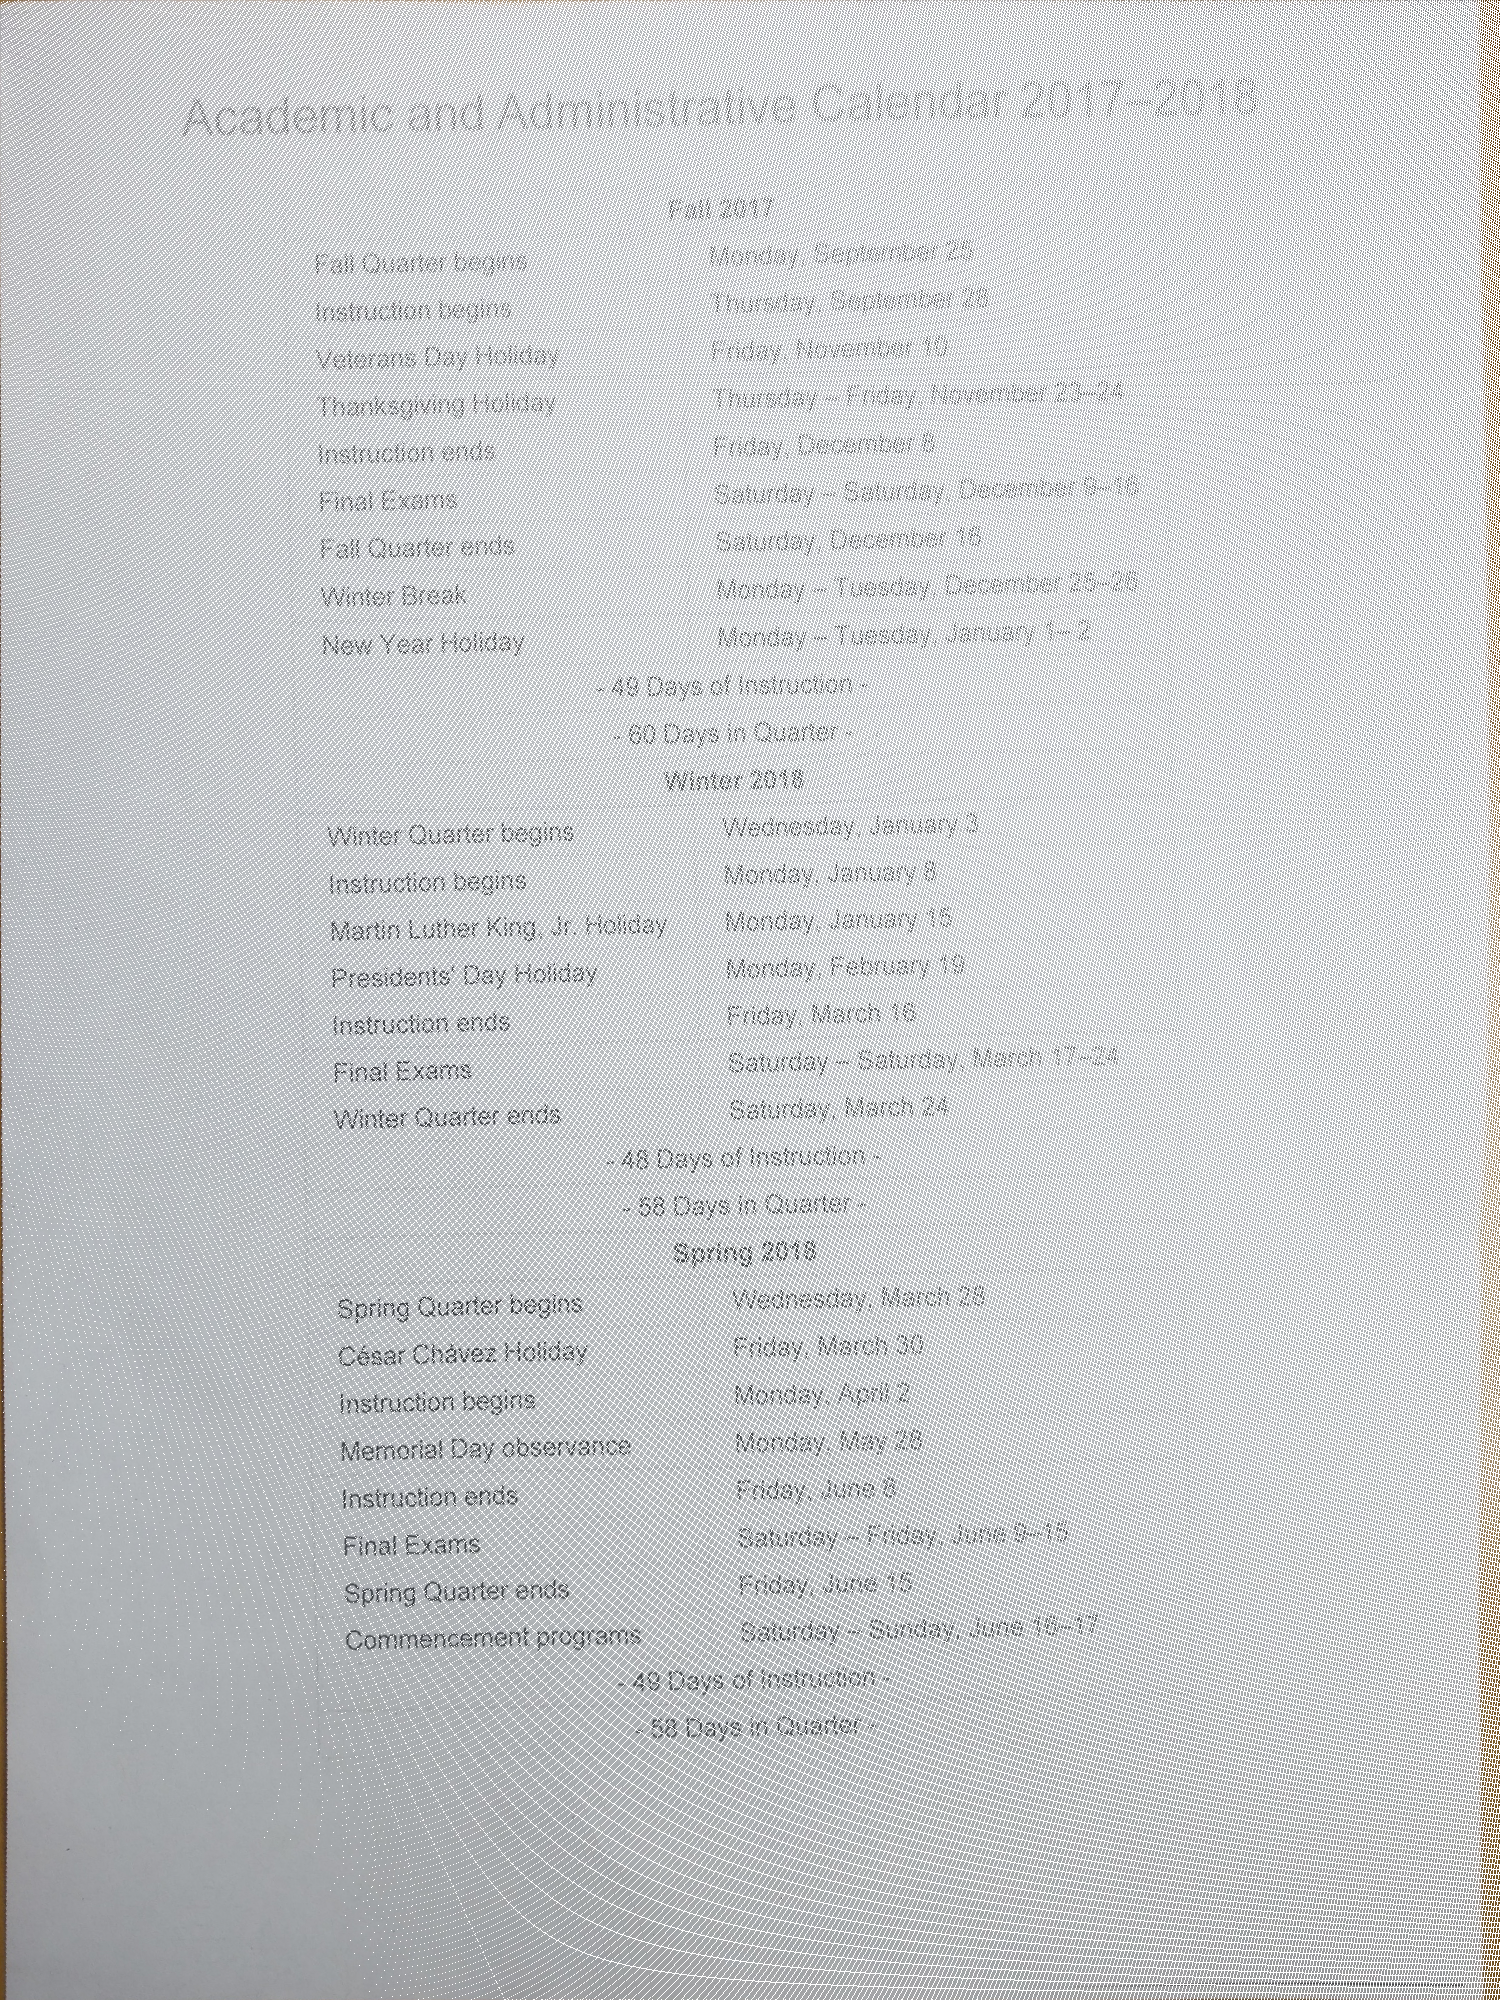 Academic and Administrative Calendar 2017–2018
Fall 2017
Fall Quarter begins Monday, September 25
Instruction begins Thursday, September 28
Veterans Day Holiday Friday, November 10
Thanksgiving Holiday Thursday – Friday, November 23–24
Instruction ends Friday, December 8
Final Exams Saturday – Saturday, December 9–16
Fall Quarter ends Saturday, December 16
Winter Break Monday – Tuesday, December 25–26
New Year Holiday Monday – Tuesday, January 1– 2
- 49 Days of Instruction -
- 60 Days in Quarter -
Winter 2018
Winter Quarter begins Wednesday, January 3
Instruction begins Monday, January 8
Martin Luther King, Jr. Holiday Monday, January 15
Presidents' Day Holiday Monday, February 19
Instruction ends Friday, March 16
Final Exams Saturday – Saturday, March 17–24
Winter Quarter ends Saturday, March 24
- 48 Days of Instruction -
- 58 Days in Quarter -
Spring 2018
Spring Quarter begins Wednesday, March 28
César Chávez Holiday Friday, March 30
Instruction begins Monday, April 2
Memorial Day observance Monday, May 28
Instruction ends Friday, June 8
Final Exams Saturday – Friday, June 9–15
Spring Quarter ends Friday, June 15
Commencement programs Saturday – Sunday, June 16–17
- 49 Days of Instruction -
- 58 Days in Quarter -